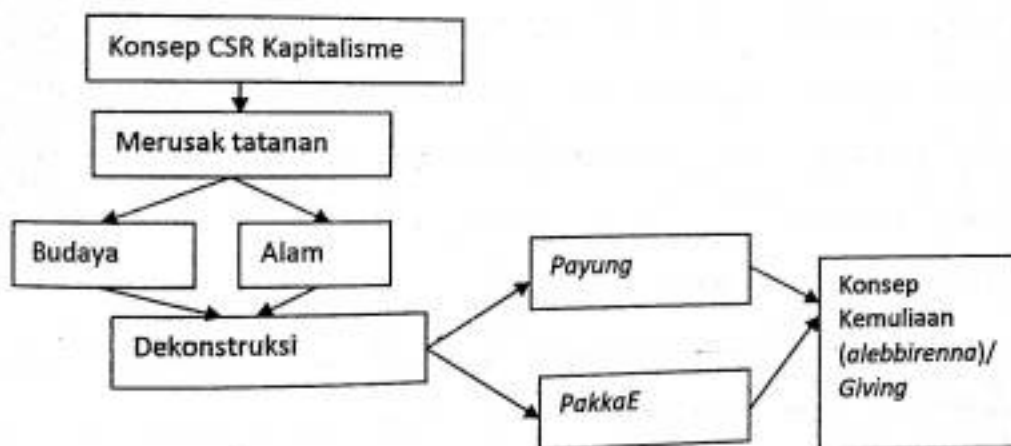 Konsep CSR Kapitalisme
Merusak tatanan
Budaya
Alam
Dekonstruksi
Payung
PakkaE
Konsep
Kemuliaan
(alebbirenna)/
Giving